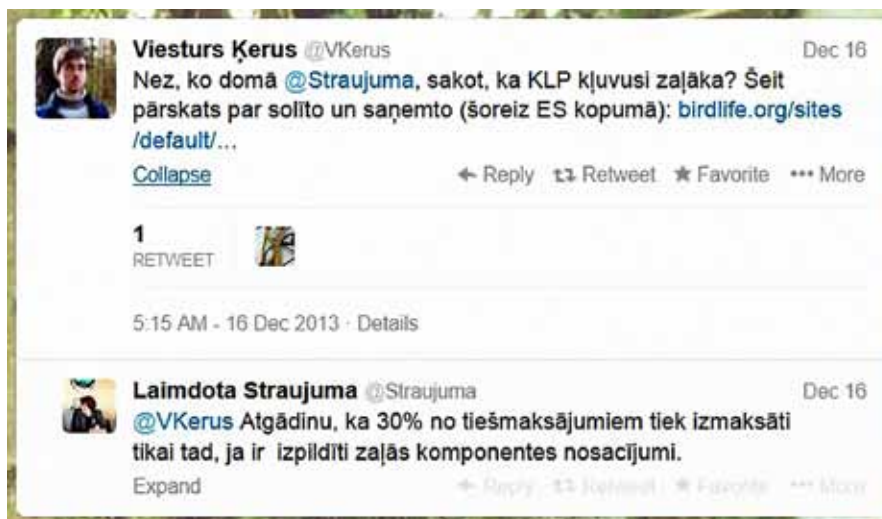 Viesturs Ķerus @VKerus Dec 16
Nez, ko domā @Straujuma, sakot, ka KLP kļuvusi zaļāka? Šeit
pārskats par solīto un saņemto (šoreiz ES kopumā): birdlife.org/sites
/default/...
Collapse Reply Retweet Favorite More
1
RETWEET
5:15 AM - 16 Dec 2013 · Details
Laimdota Straujuma @Straujuma Dec 16
@VKerus Atgādinu, ka 30% no tiešmaksājumiem tiek izmaksāti
tikai tad, ja ir izpildīti zaļās komponentes nosacījumi.
Expand Reply Retweet Favorite More